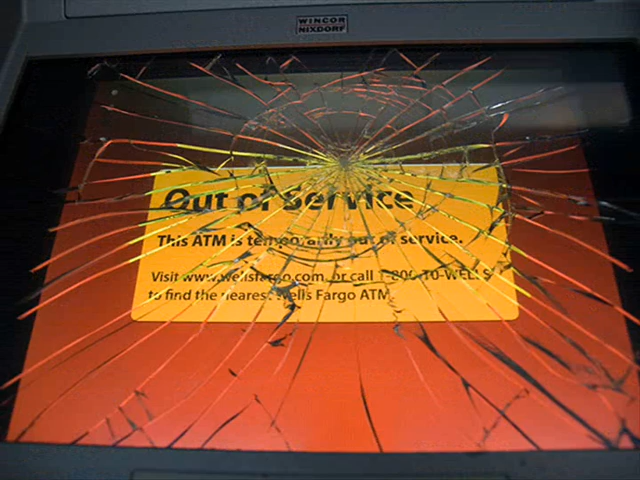 WINCOR
NIXDORF
Out of Service
This ATM is temporarily out of service.
Visit www.wellsfargo.com, or call 1-800-TO-WELLS
to find the nearest Wells Fargo ATM